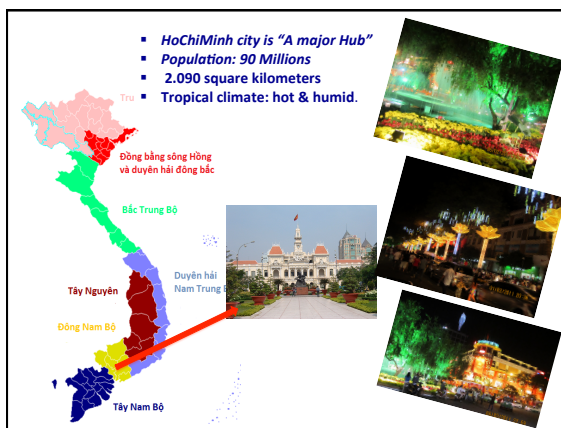 HoChiMinh city is “A major Hub”
Population: 90 Millions
2.090 square kilometers
Tropical climate: hot & humid.
Tru
Đồng bằng sông Hồng
và duyên hải đông bắc
Bắc Trung Bộ
Duyên hải
Nam Trung
Tây Nguyên
Đông Nam Bộ
Tây Nam Bộ